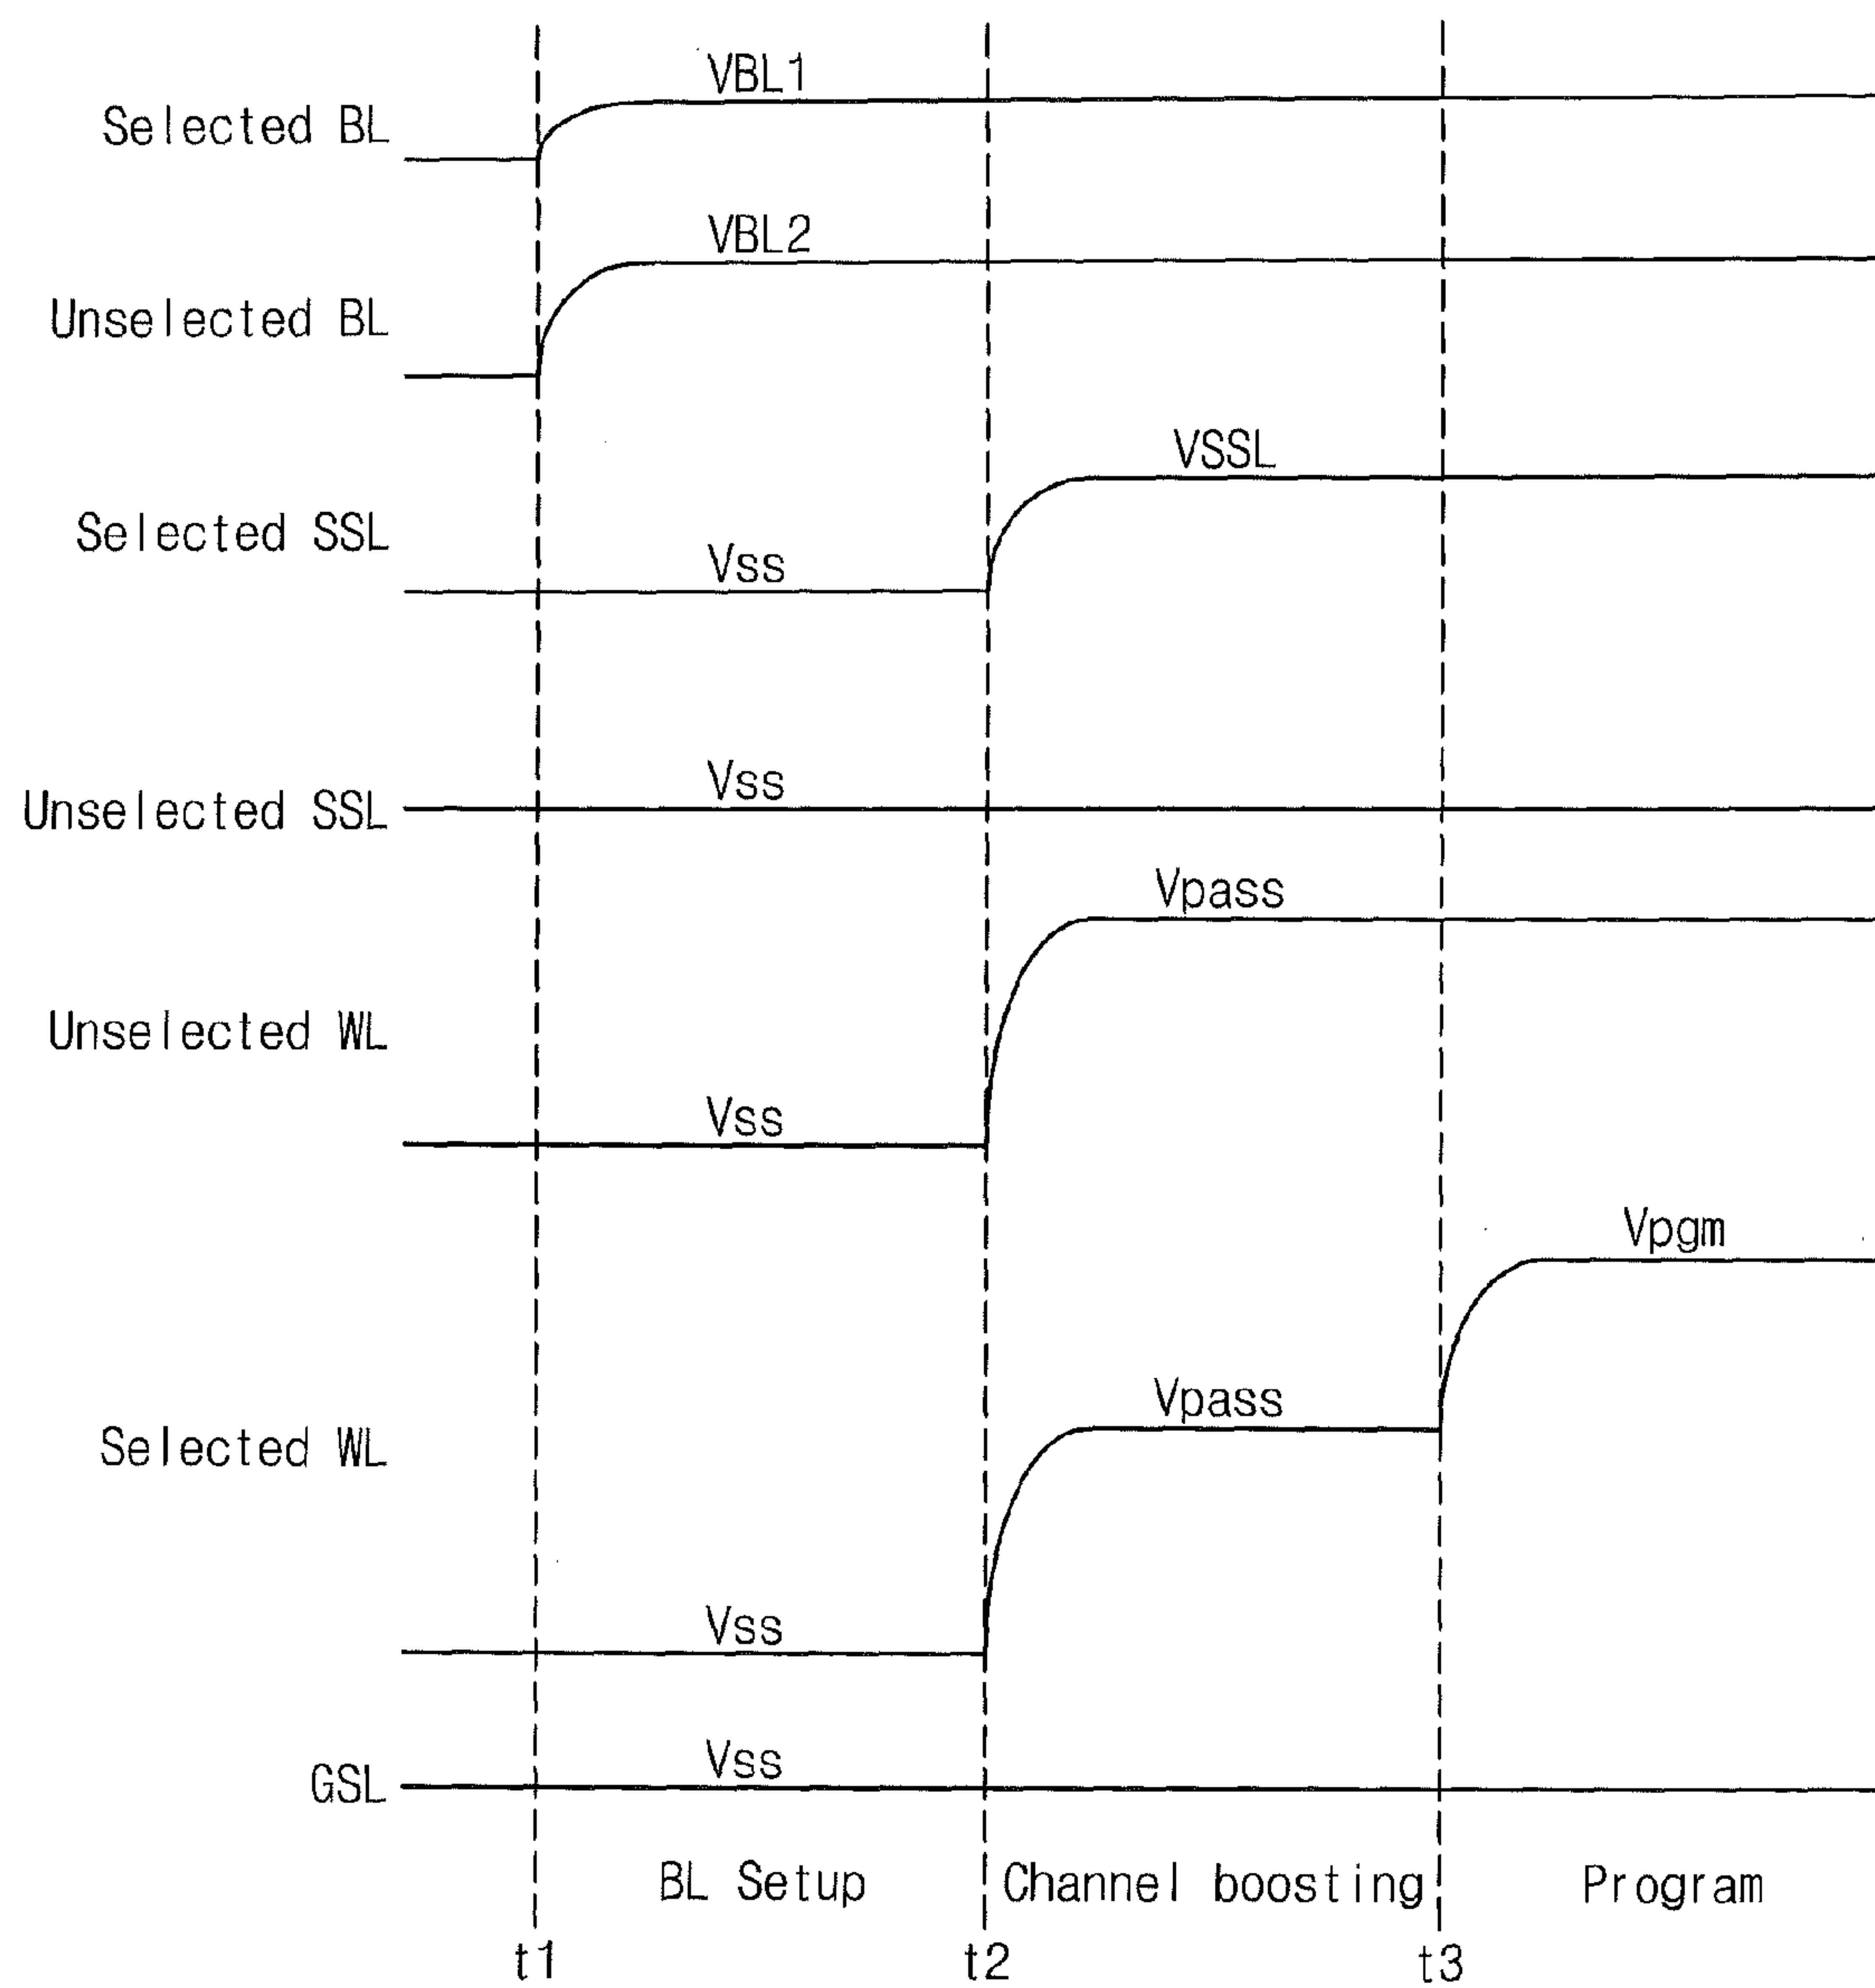 VBL1
Selected BL
VBL2
Unselected BL
VSSL
Selected SSL
Vss
Vss
Unselected SSL
Vpass
Unselected WL
Vss
Vpgm
Vpass
Selected WL
Vss
Vss
GSL
BL Setup
Channel boosting
Program
t1
t2
t3